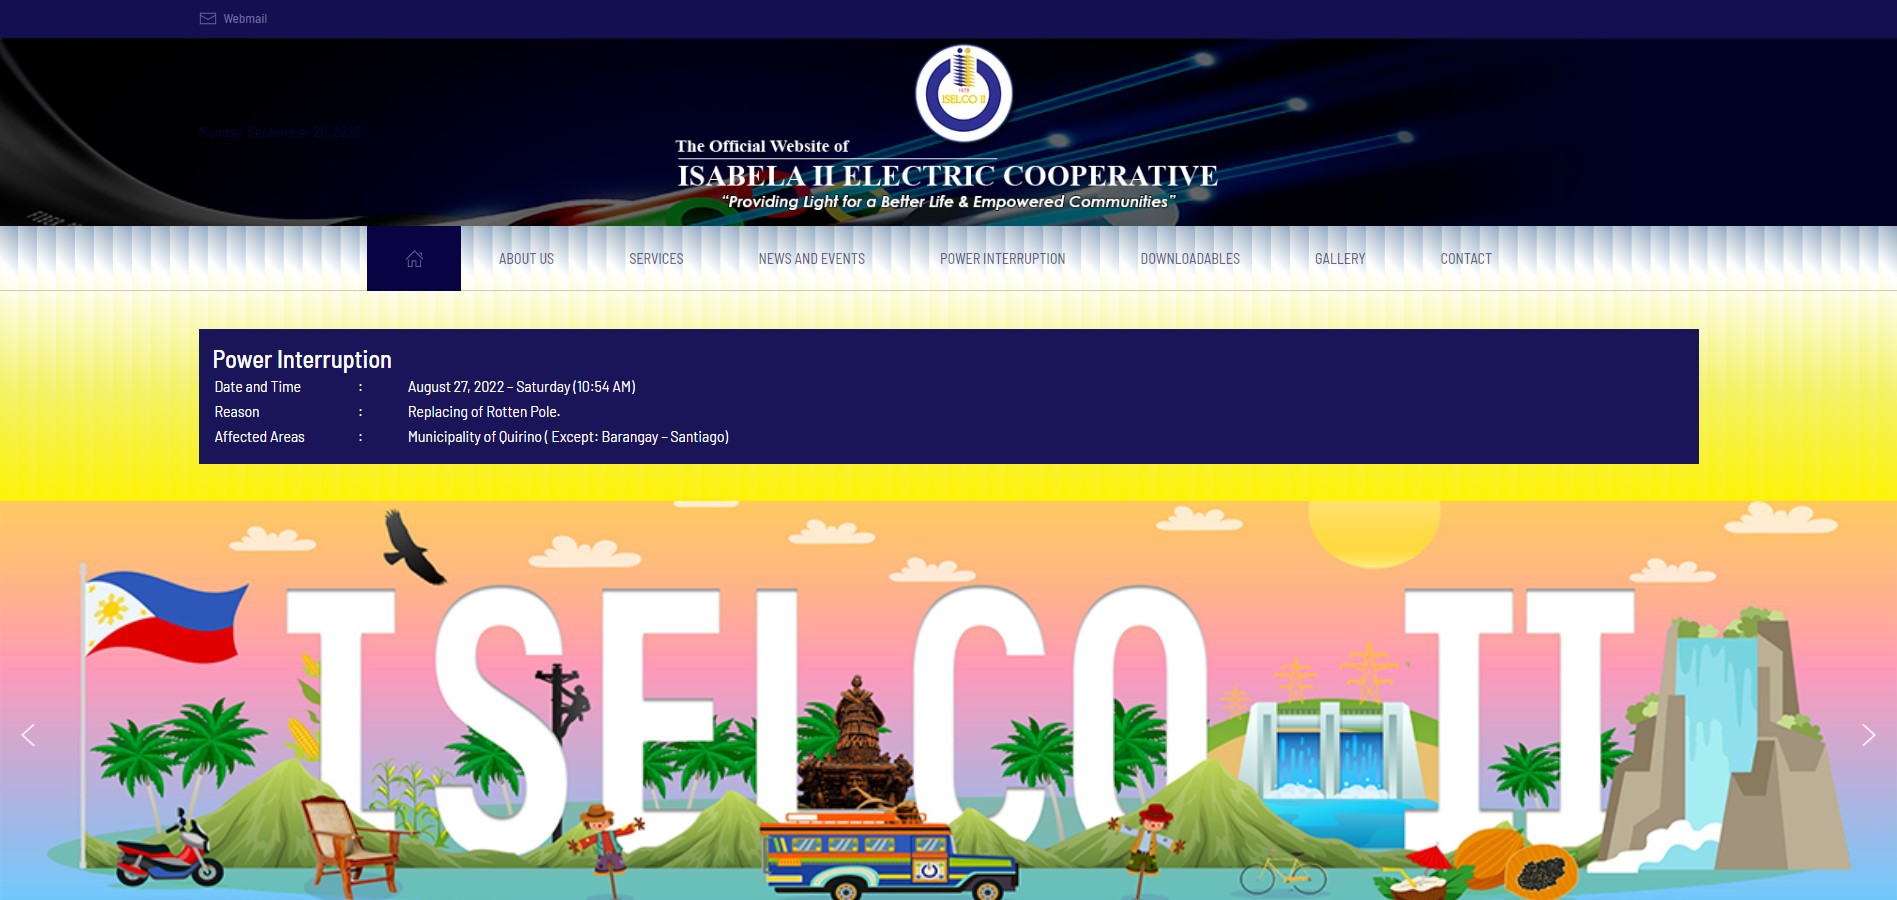 Webmail
1978
ISELCO II
Monday, September 26, 2022
The Official Website of
ISABELA II ELECTRIC COOPERATIVE
“Providing Light for a Better Life & Empowered Communities”
ABOUT US
SERVICES
NEWS AND EVENTS
POWER INTERRUPTION
DOWNLOADABLES
GALLERY
CONTACT
Power Interruption
Date and Time : August 27, 2022 – Saturday (10:54 AM)
Reason : Replacing of Rotten Pole.
Affected Areas : Municipality of Quirino ( Except: Barangay – Santiago)
ISELCO II